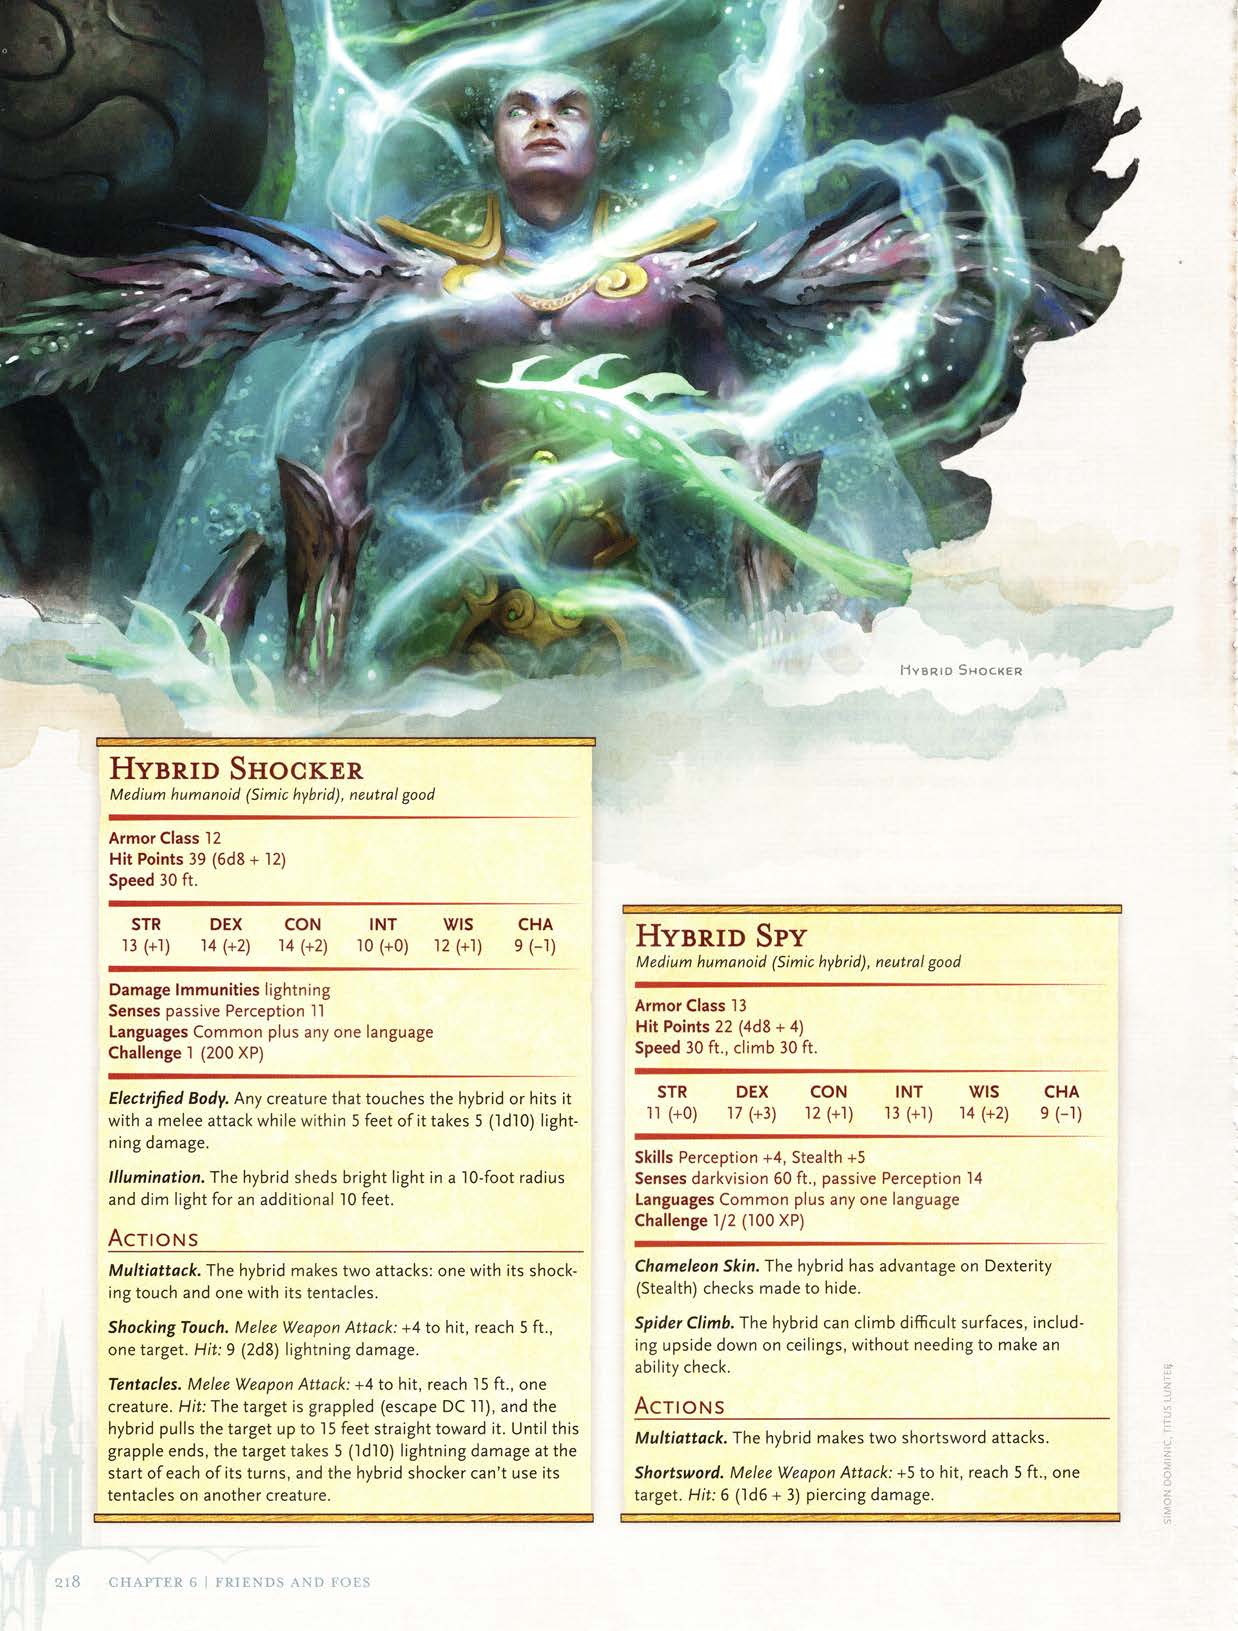 HYBRID SHOCKER
HYBRID SHOCKER
Medium humanoid (Simic hybrid), neutral good
Armor Class 12
Hit Points 39 (6d8 + 12)
Speed 30 ft.
STR DEX CON INT WIS CHA
13 (+1) 14 (+2) 14 (+2) 10 (+0) 12 (+1) 9 (−1)
Damage Immunities lightning
Senses passive Perception 11
Languages Common plus any one language
Challenge 1 (200 XP)
Electrified Body. Any creature that touches the hybrid or hits it
with a melee attack while within 5 feet of it takes 5 (1d10) light-
ning damage.
Illumination. The hybrid sheds bright light in a 10-foot radius
and dim light for an additional 10 feet.
ACTIONS
Multiattack. The hybrid makes two attacks: one with its shock-
ing touch and one with its tentacles.
Shocking Touch. Melee Weapon Attack: +4 to hit, reach 5 ft.,
one target. Hit: 9 (2d8) lightning damage.
Tentacles. Melee Weapon Attack: +4 to hit, reach 15 ft., one
creature. Hit: The target is grappled (escape DC 11), and the
hybrid pulls the target up to 15 feet straight toward it. Until this
grapple ends, the target takes 5 (1d10) lightning damage at the
start of each of its turns, and the hybrid shocker can't use its
tentacles on another creature.
HYBRID SPY
Medium humanoid (Simic hybrid), neutral good
Armor Class 13
Hit Points 22 (4d8 + 4)
Speed 30 ft., climb 30 ft.
STR DEX CON INT WIS CHA
11 (+0) 17 (+3) 12 (+1) 13 (+1) 14 (+2) 9 (−1)
Skills Perception +4, Stealth +5
Senses darkvision 60 ft., passive Perception 14
Languages Common plus any one language
Challenge 1/2 (100 XP)
Chameleon Skin. The hybrid has advantage on Dexterity
(Stealth) checks made to hide.
Spider Climb. The hybrid can climb difficult surfaces, includ-
ing upside down on ceilings, without needing to make an
ability check.
ACTIONS
Multiattack. The hybrid makes two shortsword attacks.
Shortsword. Melee Weapon Attack: +5 to hit, reach 5 ft., one
target. Hit: 6 (1d6 + 3) piercing damage.
SIMON DOMINIC, TITUS LUNTER
218 CHAPTER 6 | FRIENDS AND FOES